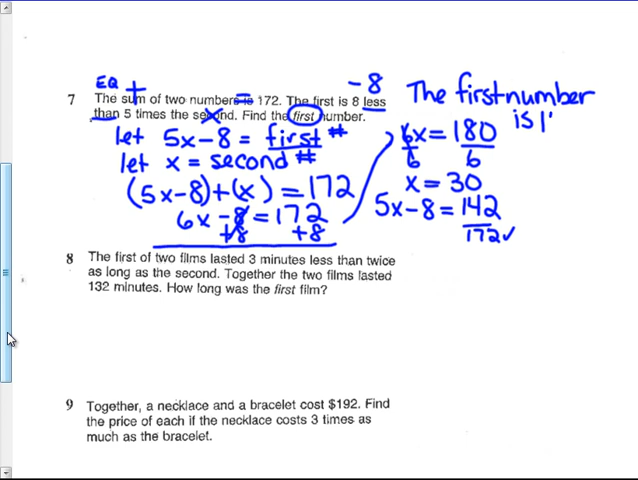 EQ +
- 8
7 The sum of two numbers = is 172. The first is 8 less
than 5 times the second. Find the first number.
let 5x-8 = first #
let x = second #
(5x-8)+(x) = 172
6x -8 = 172
+8 +8
The first number
is 1
6x = 180
6 6
x = 30
5x-8 = 142
172✓
8 The first of two films lasted 3 minutes less than twice
as long as the second. Together the two films lasted
132 minutes. How long was the first film?
9 Together, a necklace and a bracelet cost $192. Find
the price of each if the necklace costs 3 times as
much as the bracelet.